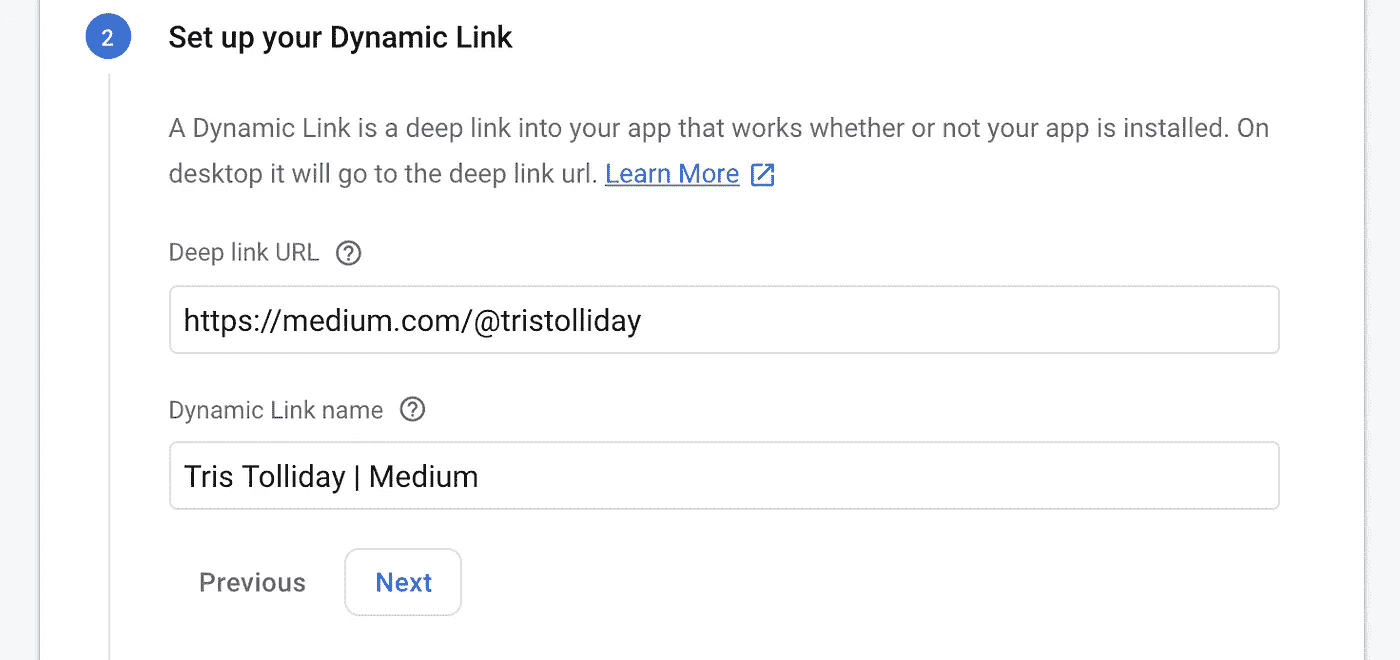 2
Set up your Dynamic Link
A Dynamic Link is a deep link into your app that works whether or not your app is installed. On
desktop it will go to the deep link url. Learn More
Deep link URL
https://medium.com/@tristolliday
Dynamic Link name
Tris Tolliday | Medium
Previous
Next